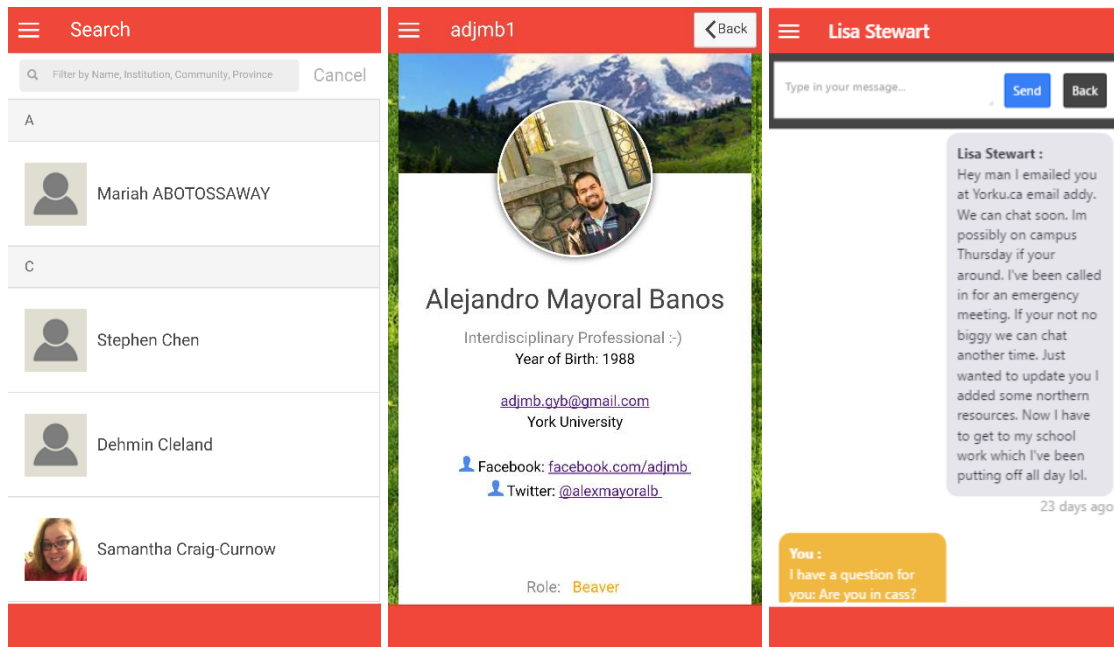 Search
Filter by Name, Institution, Community, Province
Cancel
A
Mariah ABOTOSSAWAY
C
Stephen Chen
Dehmin Cleland
Samantha Craig-Curnow
adjmb1
Back
Alejandro Mayoral Banos
Interdisciplinary Professional :-)
Year of Birth: 1988
adjmb.gyb@gmail.com
York University
Facebook: facebook.com/adjmb
Twitter: @alexmayoralb
Role: Beaver
Lisa Stewart
Type in your message...
Send
Back
Lisa Stewart :
Hey man I emailed you
at Yorku.ca email addy.
We can chat soon. Im
possibly on campus
Thursday if your
around. I've been called
in for an emergency
meeting. If your not no
biggy we can chat
another time. Just
wanted to update you I
added some northern
resources. Now I have
to get to my school
work which I've been
putting off all day lol.
23 days ago
You :
I have a question for
you: Are you in cass?